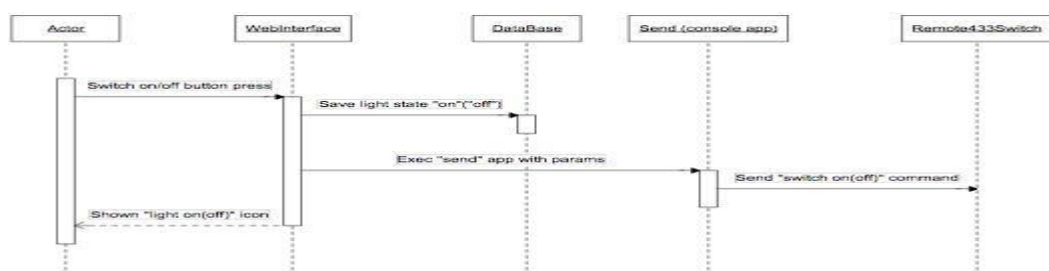 Actor
WebInterface
DataBase
Send (console app)
Remote433Switch
Switch on/off button press
Save light state "on"("off")
Exec "send" app with params
Send "switch on(off)" command
Shown "light on(off)" icon